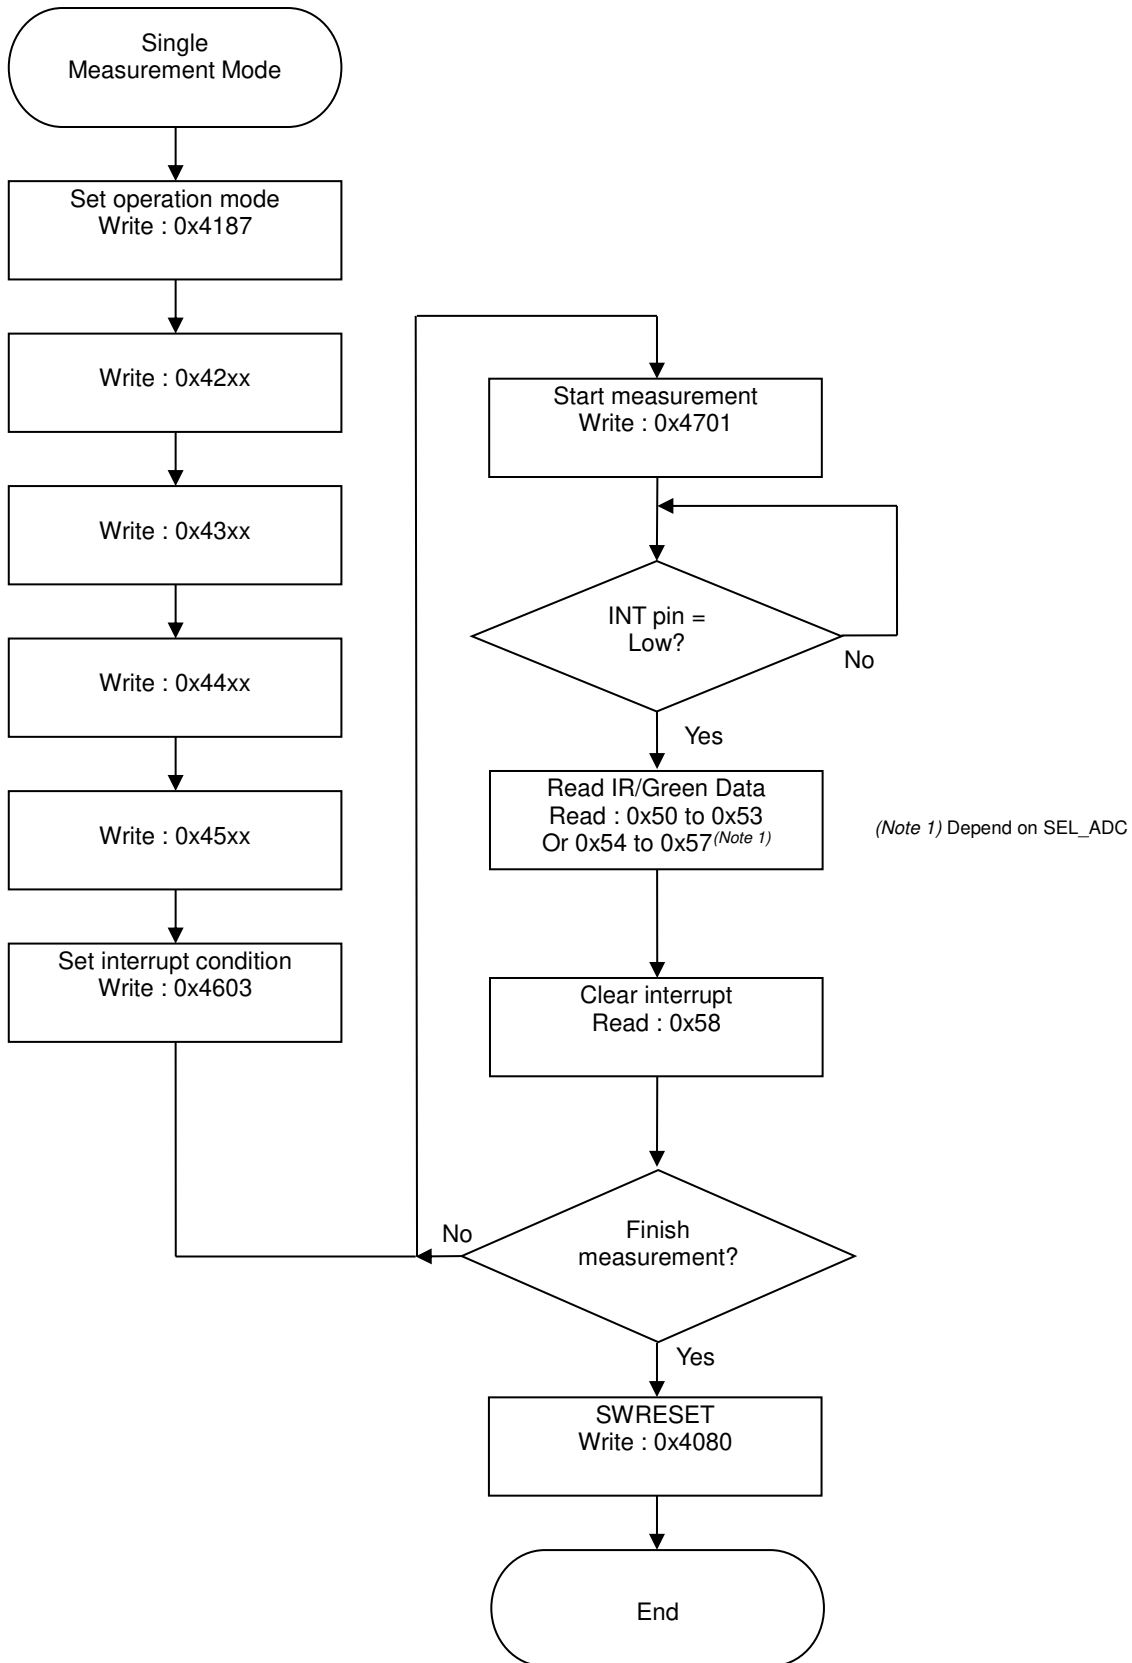 Single
Measurement Mode
Set operation mode
Write : 0x4187
Write : 0x42xx
Write : 0x43xx
Write : 0x44xx
Write : 0x45xx
Set interrupt condition
Write : 0x4603
Start measurement
Write : 0x4701
INT pin =
Low?
No
Yes
Read IR/Green Data
Read : 0x50 to 0x53
Or 0x54 to 0x57(Note 1)
(Note 1) Depend on SEL_ADC
Clear interrupt
Read : 0x58
Finish
measurement?
No
Yes
SWRESET
Write : 0x4080
End